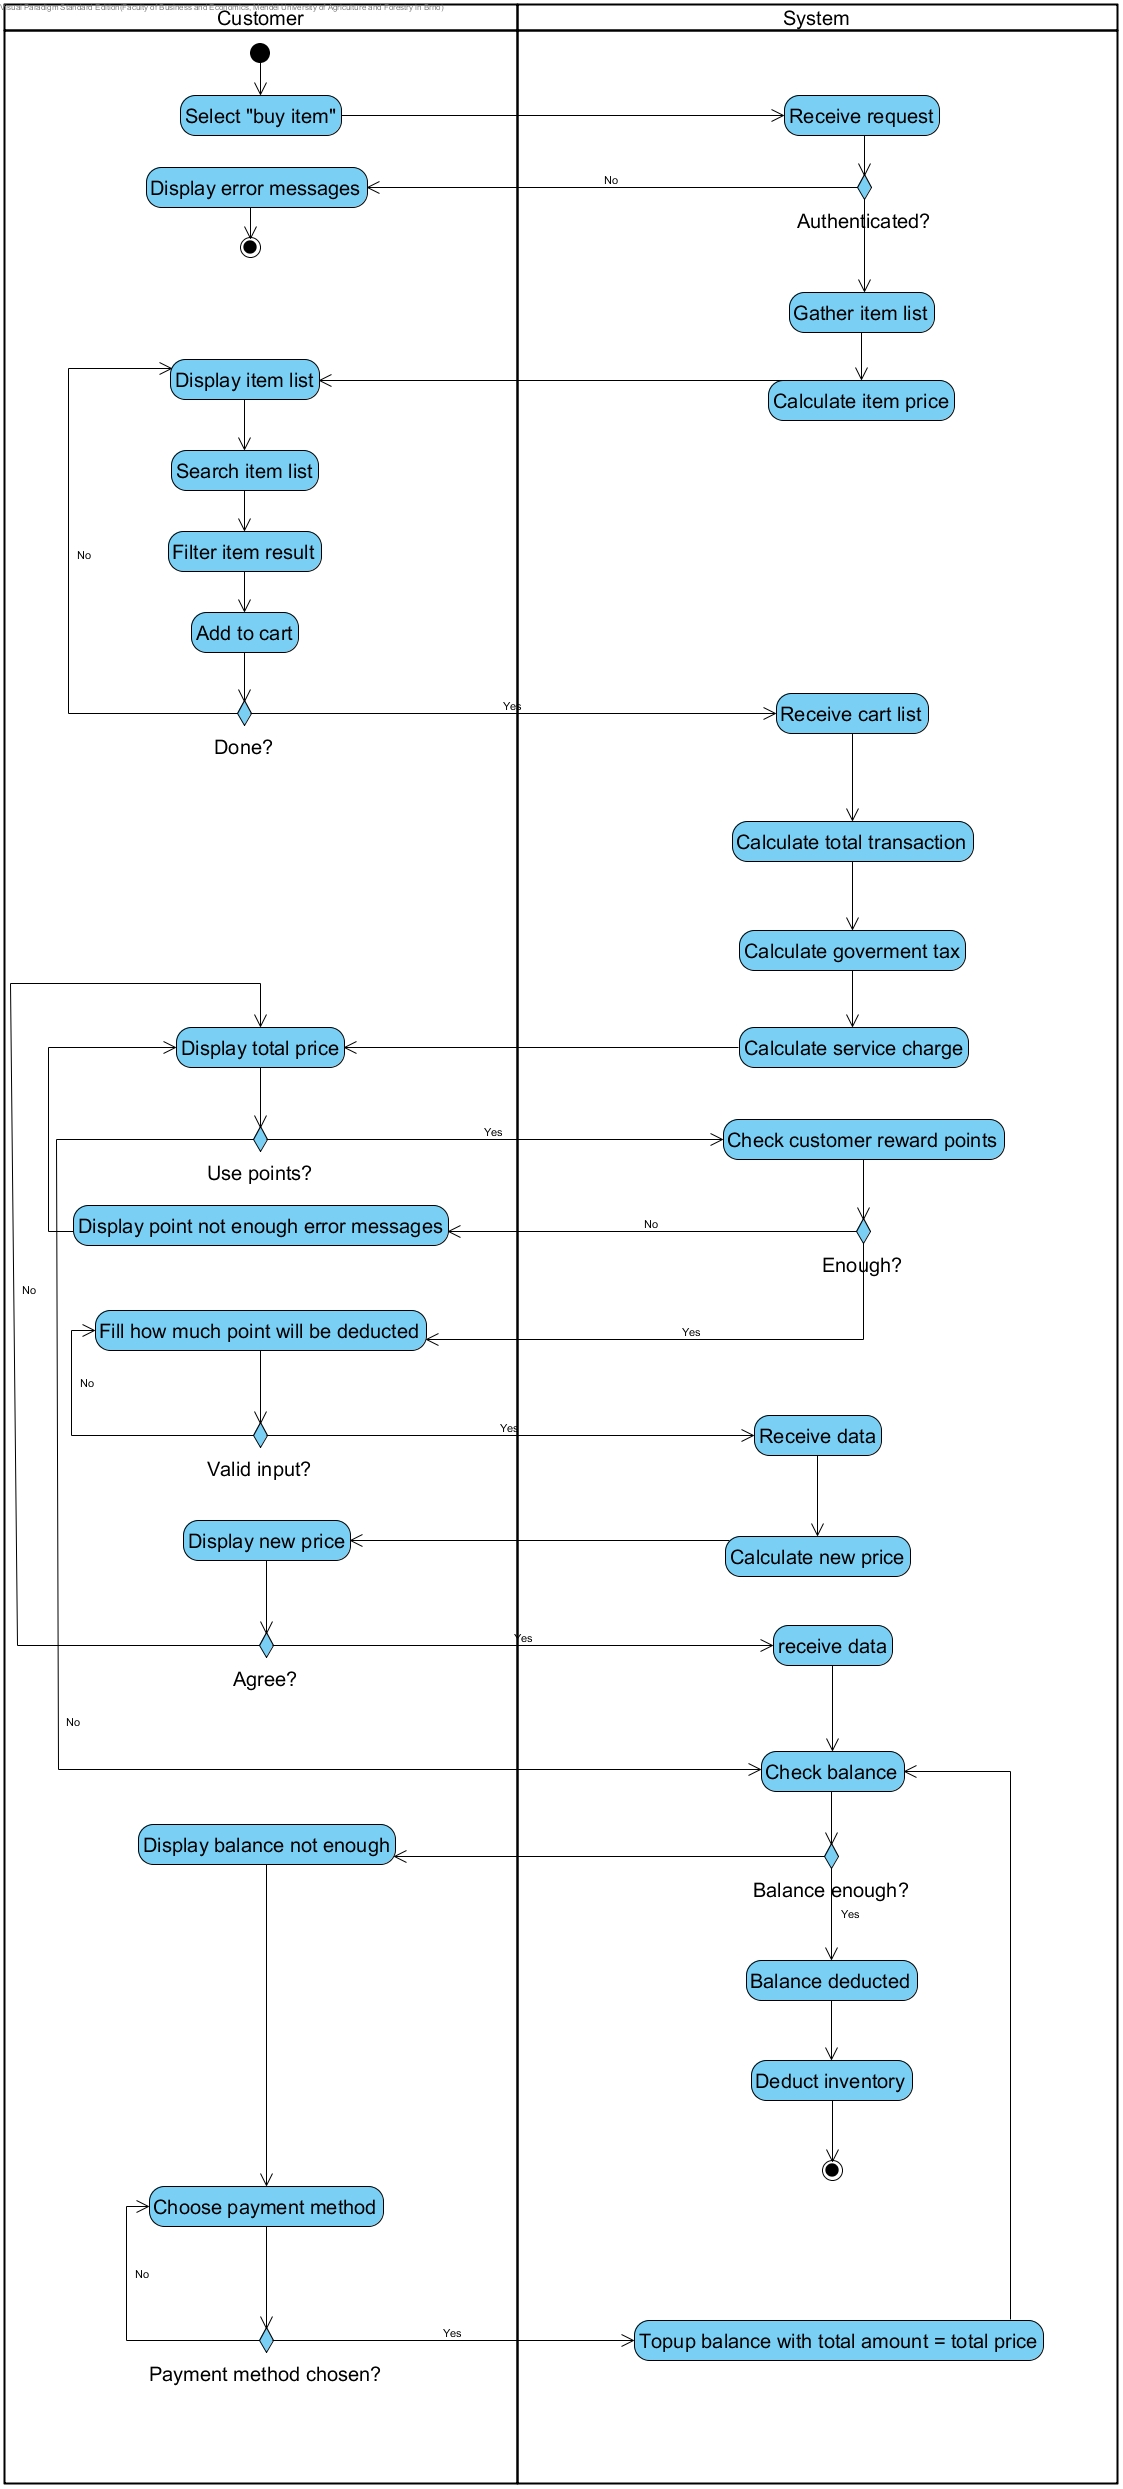 Visual Paradigm Standard Edition(Faculty of Business and Economics, Mendel University of Agriculture and Forestry in Brno)
Customer
System
Select "buy item"
Receive request
Display error messages
No
Authenticated?
Gather item list
Display item list
Calculate item price
Search item list
Filter item result
No
Add to cart
Yes
Receive cart list
Done?
Calculate total transaction
Calculate goverment tax
Display total price
Calculate service charge
Yes
Check customer reward points
Use points?
Display point not enough error messages
No
Enough?
No
Fill how much point will be deducted
Yes
No
Yes
Receive data
Valid input?
Display new price
Calculate new price
Yes
receive data
Agree?
No
Check balance
Display balance not enough
Balance enough?
Yes
Balance deducted
Deduct inventory
Choose payment method
No
Yes
Topup balance with total amount = total price
Payment method chosen?